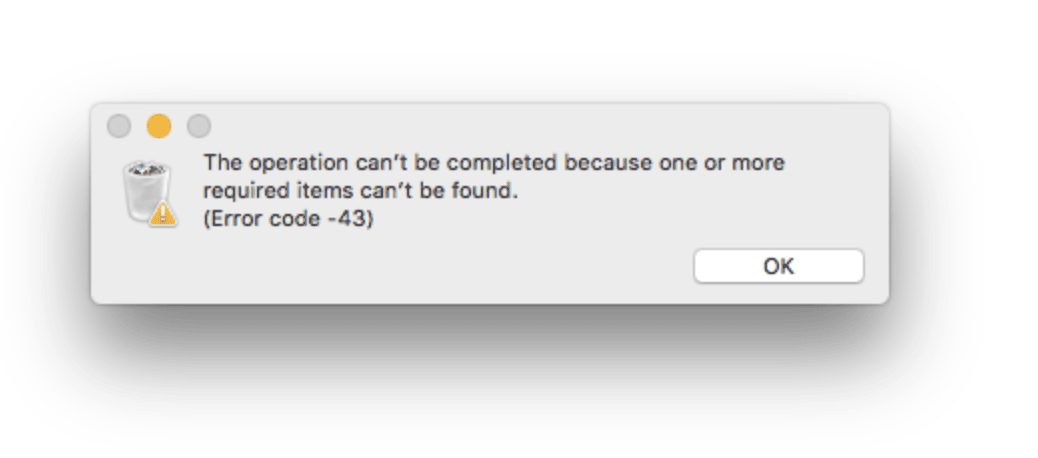 The operation can’t be completed because one or more
required items can’t be found.
(Error code -43)
OK